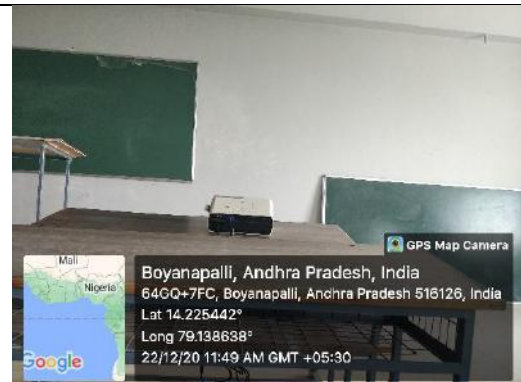 GPS Map Camera
Mali
Nigeria
Google
Boyanapalli, Andhra Pradesh, India
64GQ+7FC, Boyanapalli, Andhra Pradesh 516126, India
Lat 14.225442°
Long 79.138638°
22/12/20 11:49 AM GMT +05:30